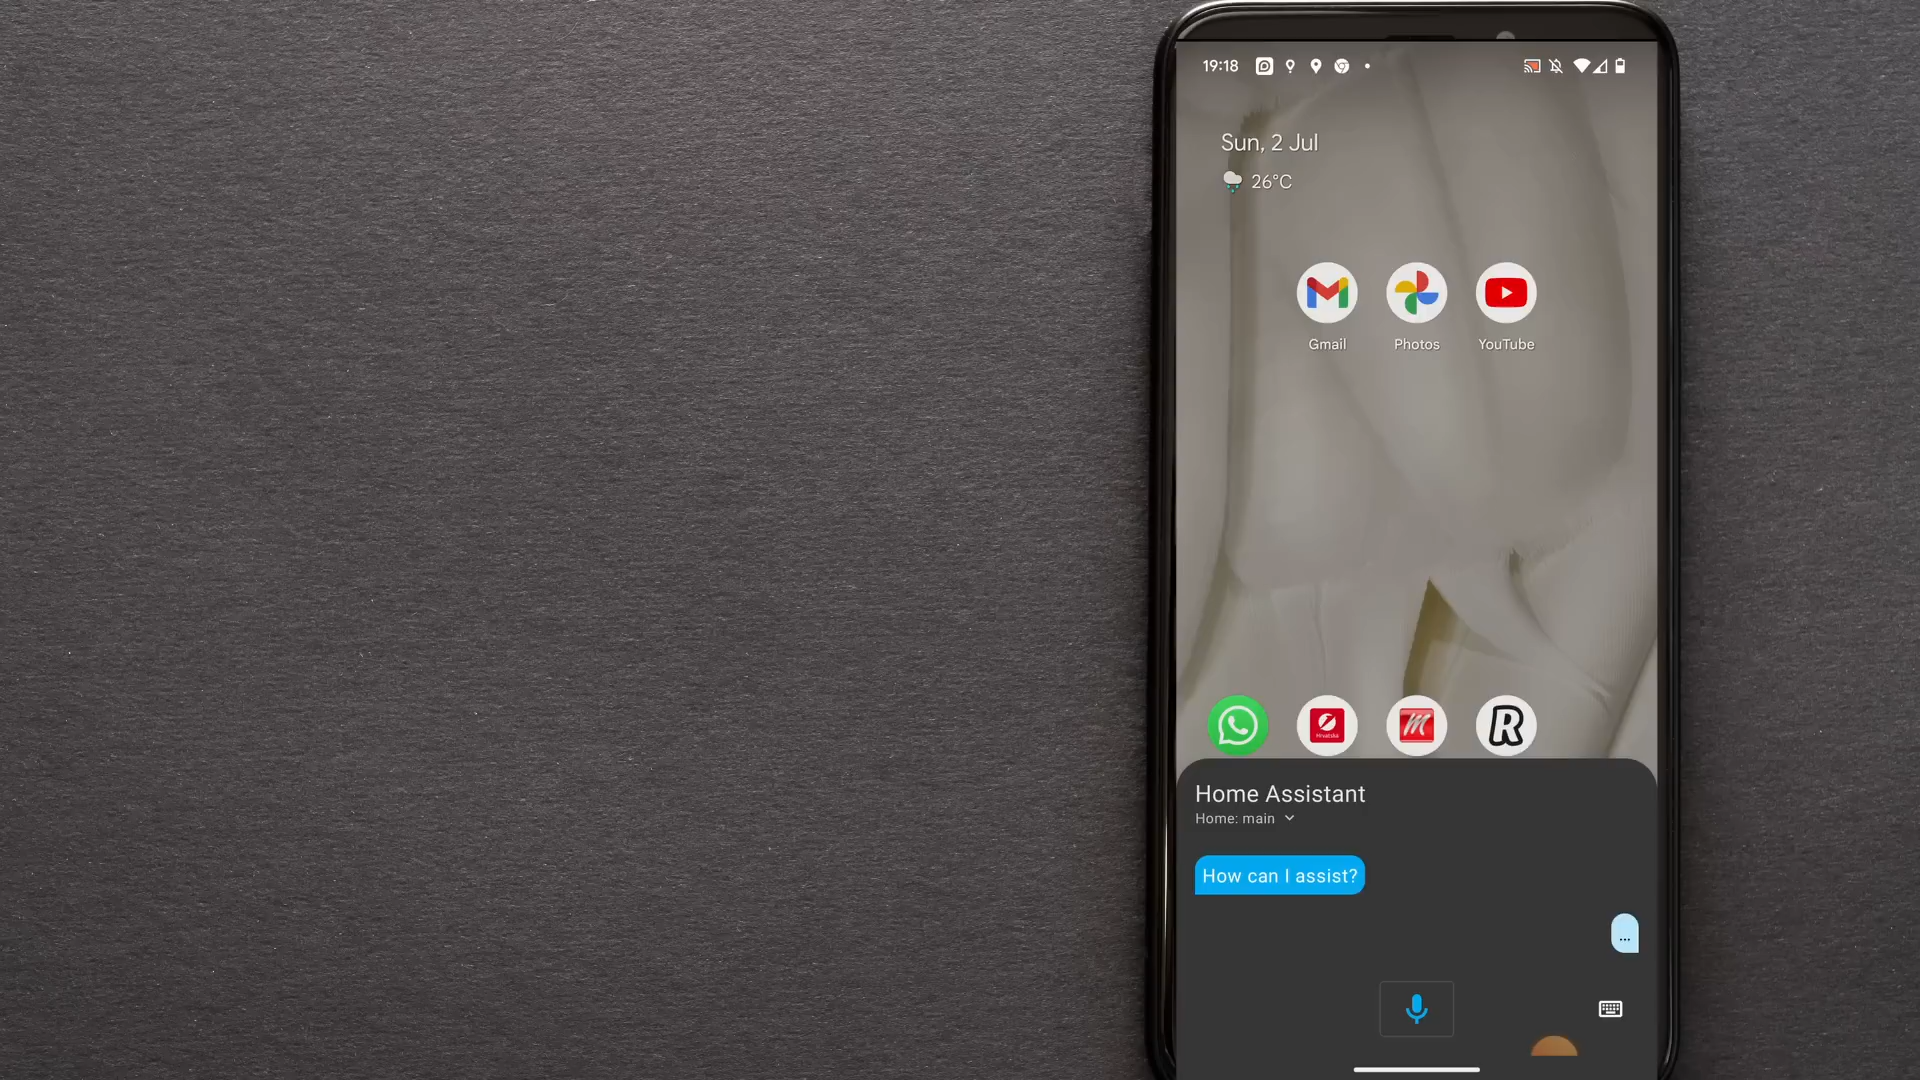 19:18
Sun, 2 Jul
26°C
Gmail
Photos
YouTube
Hrvatska
M
R
Home Assistant
Home: main
How can I assist?
...